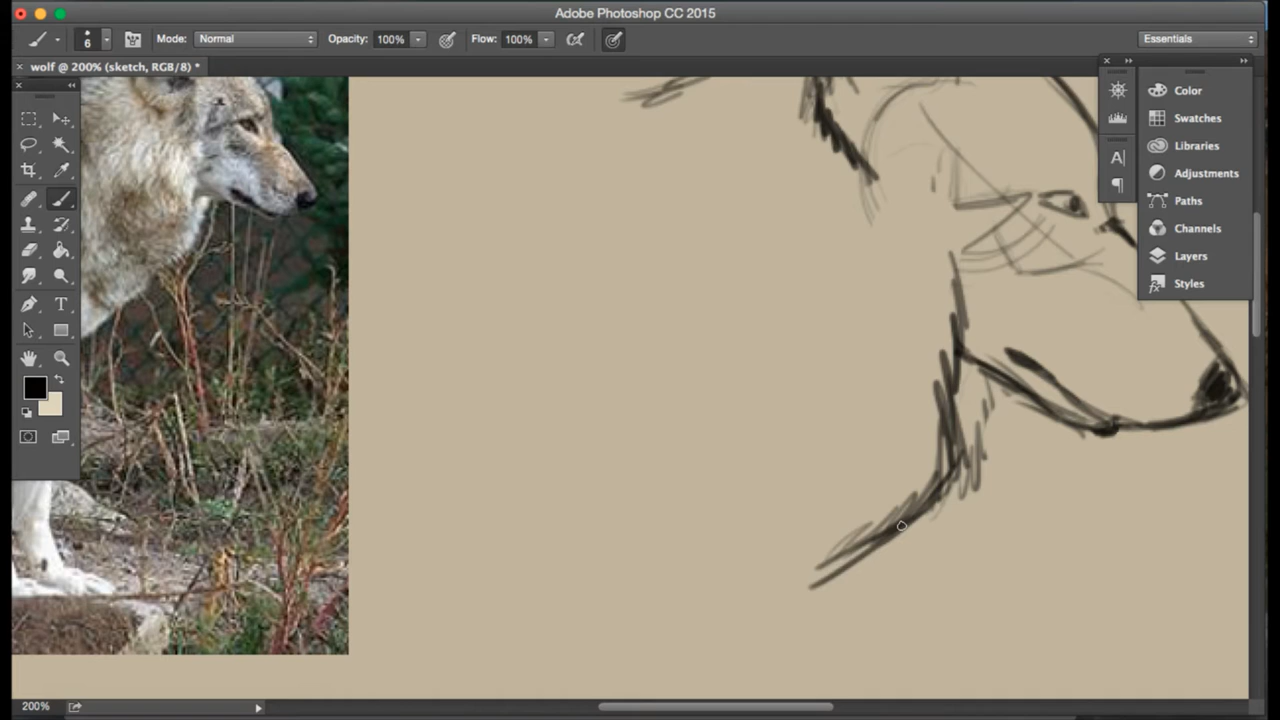 Adobe Photoshop CC 2015
6
Mode: Normal
Opacity: 100%
Flow: 100%
Essentials
wolf @ 200% (sketch, RGB/8) *
Color
Swatches
Libraries
Adjustments
Paths
Channels
Layers
Styles
A|
T
200%